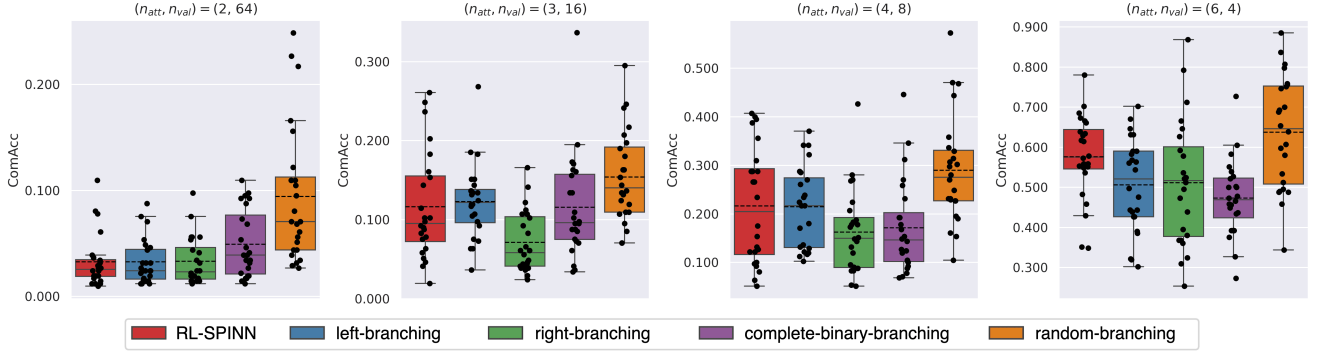 (n_att, n_val) = (2, 64)
(n_att, n_val) = (3, 16)
(n_att, n_val) = (4, 8)
(n_att, n_val) = (6, 4)
ComAcc
0.200
0.100
0.000
ComAcc
0.300
0.200
0.100
0.000
ComAcc
0.500
0.400
0.300
0.200
0.100
ComAcc
0.900
0.800
0.700
0.600
0.500
0.400
0.300
RL-SPINN
left-branching
right-branching
complete-binary-branching
random-branching